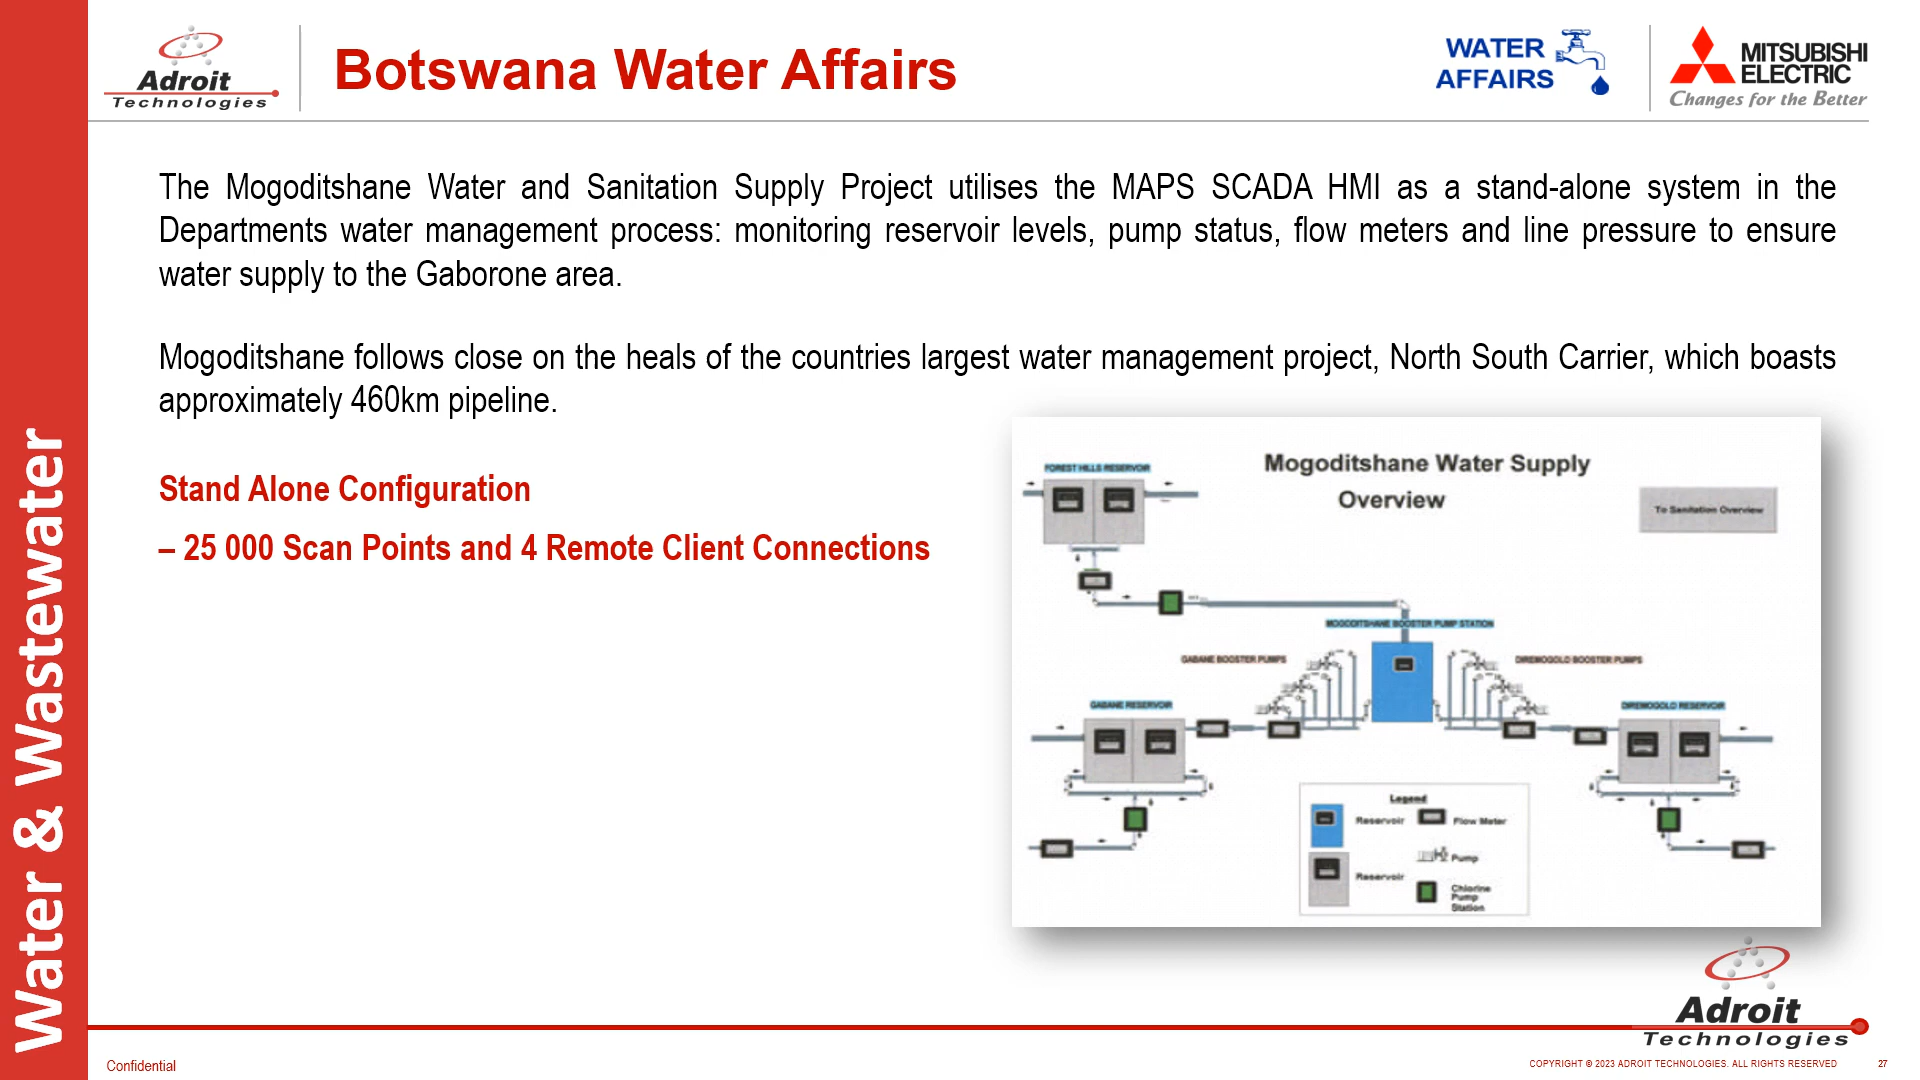 Adroit
Technologies
Botswana Water Affairs
WATER
AFFAIRS
MITSUBISHI
ELECTRIC
Changes for the Better
The Mogoditshane Water and Sanitation Supply Project utilises the MAPS SCADA HMI as a stand-alone system in the
Departments water management process: monitoring reservoir levels, pump status, flow meters and line pressure to ensure
water supply to the Gaborone area.
Mogoditshane follows close on the heals of the countries largest water management project, North South Carrier, which boasts
approximately 460km pipeline.
Stand Alone Configuration
– 25 000 Scan Points and 4 Remote Client Connections
Water & Wastewater
Mogoditshane Water Supply
Overview
FOREST HILLS RESERVOIR
To Sanitation Overview
MOGODITSHANE BOOSTER PUMP STATION
GABANE BOOSTER PUMPS
DIREMOGOLO BOOSTER PUMPS
GABANE RESERVOIR
DIREMOGOLO RESERVOIR
Legend
Reservoir
Flow Meter
Pump
Reservoir
Chlorine
Pump
Station
Adroit
Technologies
Confidential
COPYRIGHT © 2023 ADROIT TECHNOLOGIES. ALL RIGHTS RESERVED
27